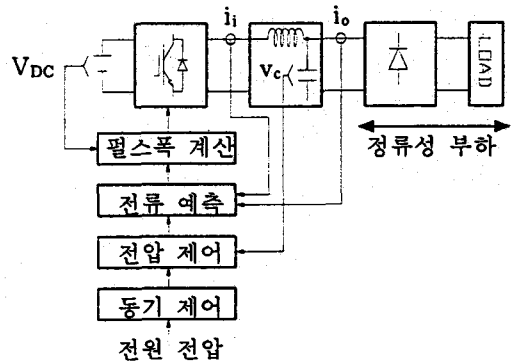 i_i
i_o
V_DC
v_c
LOAD
정류성 부하
펄스폭 계산
전류 예측
전압 제어
동기 제어
전원 전압